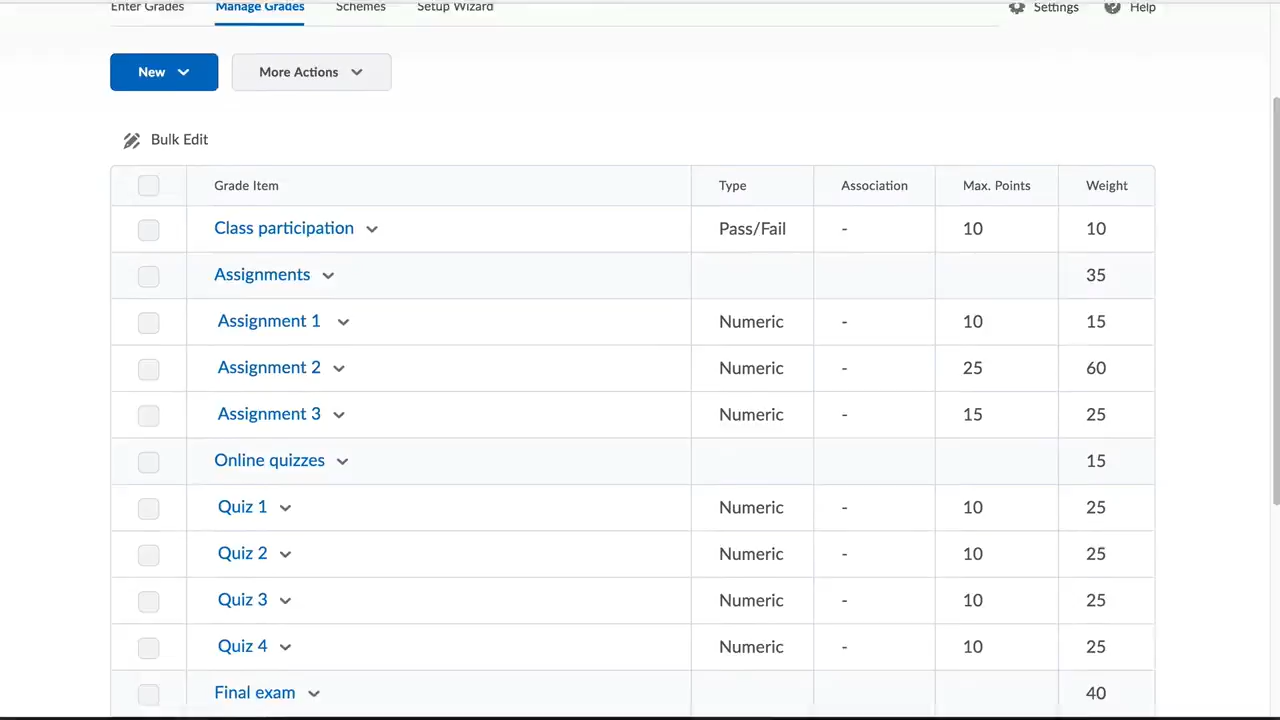 Enter Grades Manage Grades Schemes Setup Wizard Settings Help
New More Actions
Bulk Edit
Grade Item Type Association Max. Points Weight
Class participation Pass/Fail - 10 10
Assignments 35
Assignment 1 Numeric - 10 15
Assignment 2 Numeric - 25 60
Assignment 3 Numeric - 15 25
Online quizzes 15
Quiz 1 Numeric - 10 25
Quiz 2 Numeric - 10 25
Quiz 3 Numeric - 10 25
Quiz 4 Numeric - 10 25
Final exam 40